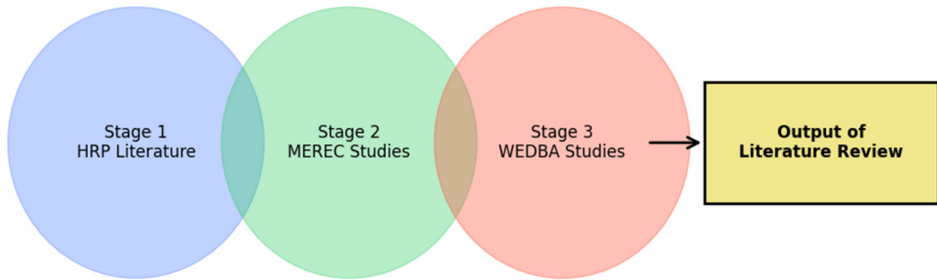 Stage 1
HRP Literature
Stage 2
MEREC Studies
Stage 3
WEDBA Studies
Output of
Literature Review